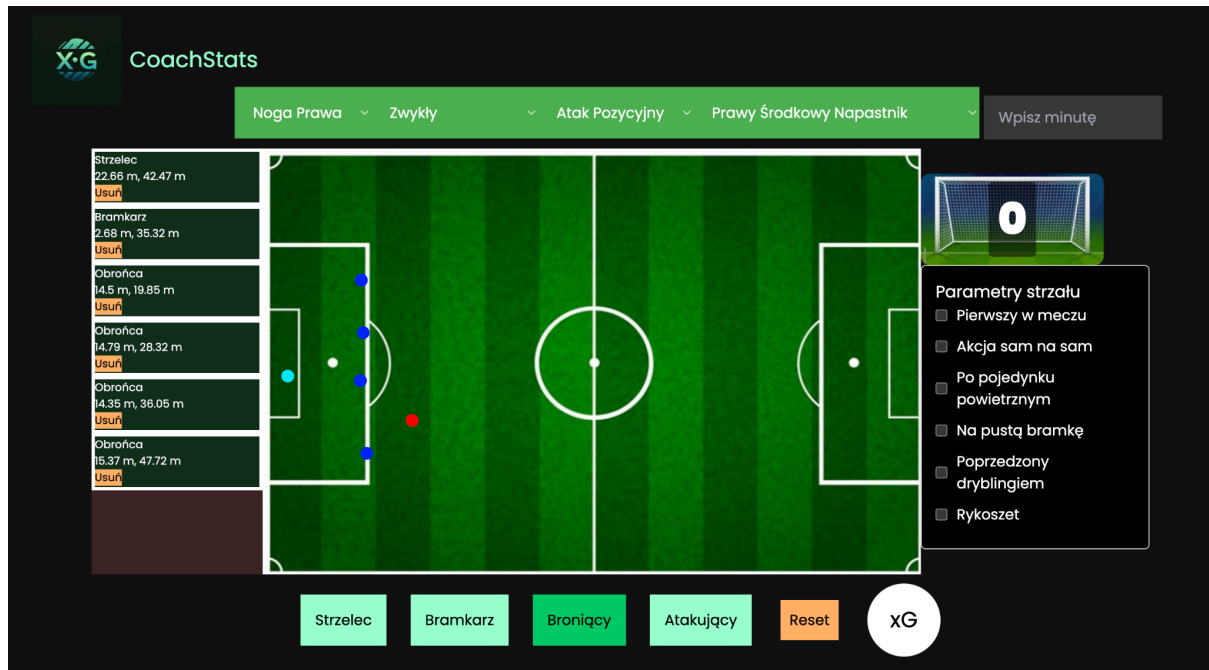 X·G
CoachStats
Noga Prawa
Zwykły
Atak Pozycyjny
Prawy Środkowy Napastnik
Wpisz minutę
Strzelec
22.66 m, 42.47 m
Usuń
Bramkarz
2.68 m, 35.32 m
Usuń
Obrońca
14.5 m, 19.85 m
Usuń
Obrońca
14.79 m, 28.32 m
Usuń
Obrońca
14.35 m, 36.05 m
Usuń
Obrońca
15.37 m, 47.72 m
Usuń
0
Parametry strzału
Pierwszy w meczu
Akcja sam na sam
Po pojedynku
powietrznym
Na pustą bramkę
Poprzedzony
dryblingiem
Rykoszet
Strzelec
Bramkarz
Broniący
Atakujący
Reset
xG